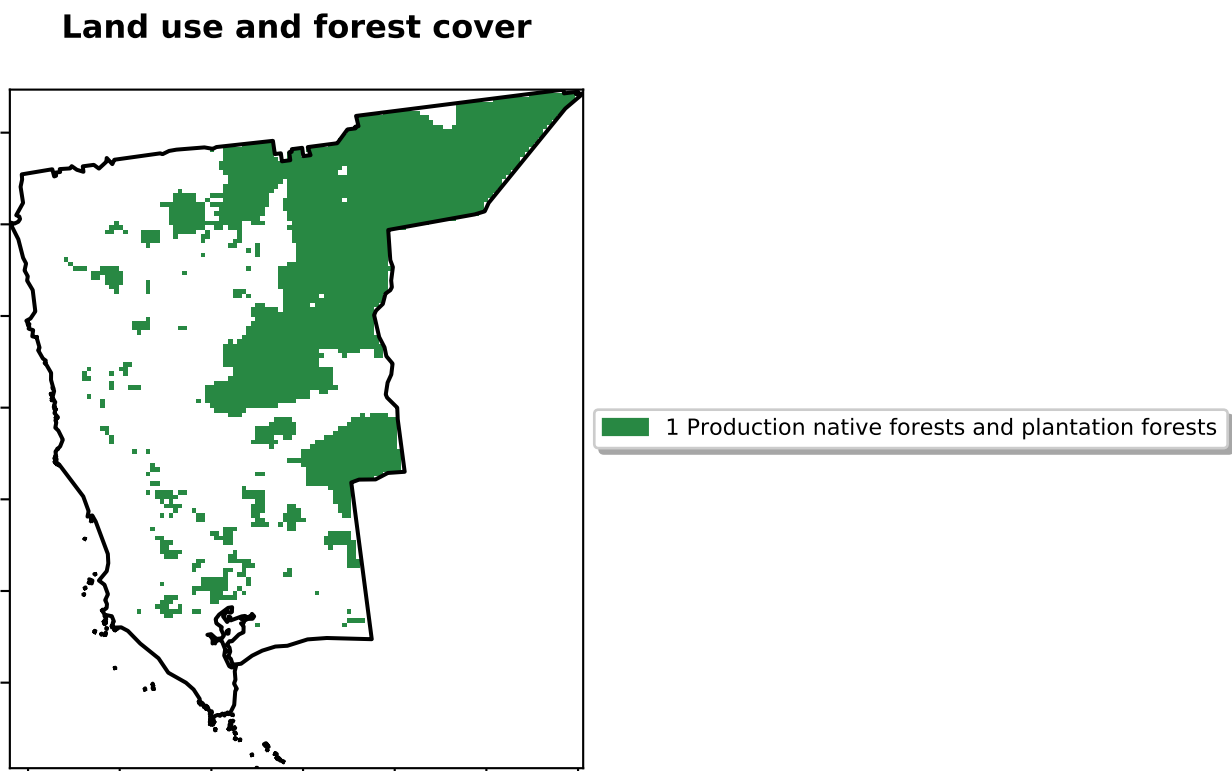 Land use and forest cover
1 Production native forests and plantation forests